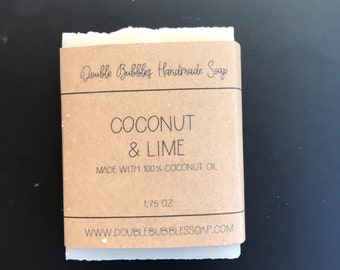 Double Bubbles Handmade Soap
COCONUT
& LIME
MADE WITH 100% COCONUT OIL
1.75 OZ
WWW.DOUBLEBUBBLESSOAP.COM